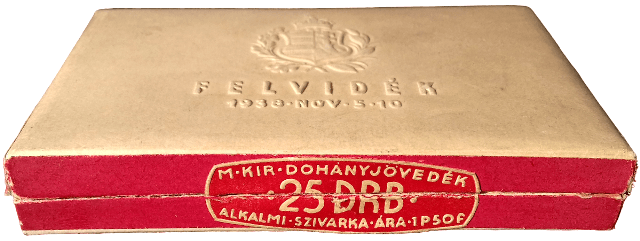 FELVIDÉK
1938·NOV·5-10
M·KIR·DOHÁNYJÖVEDÉK
·25 DRB·
ALKALMI·SZIVARKA·ÁRA·1P50F